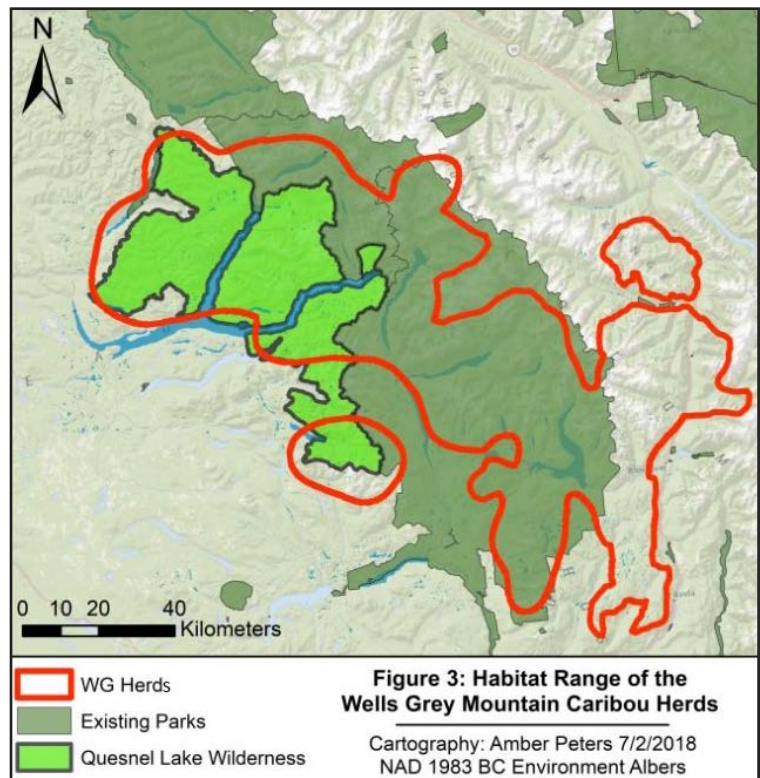 N
0 10 20 40
Kilometers
WG Herds
Existing Parks
Quesnel Lake Wilderness
Figure 3: Habitat Range of the
Wells Grey Mountain Caribou Herds
Cartography: Amber Peters 7/2/2018
NAD 1983 BC Environment Albers